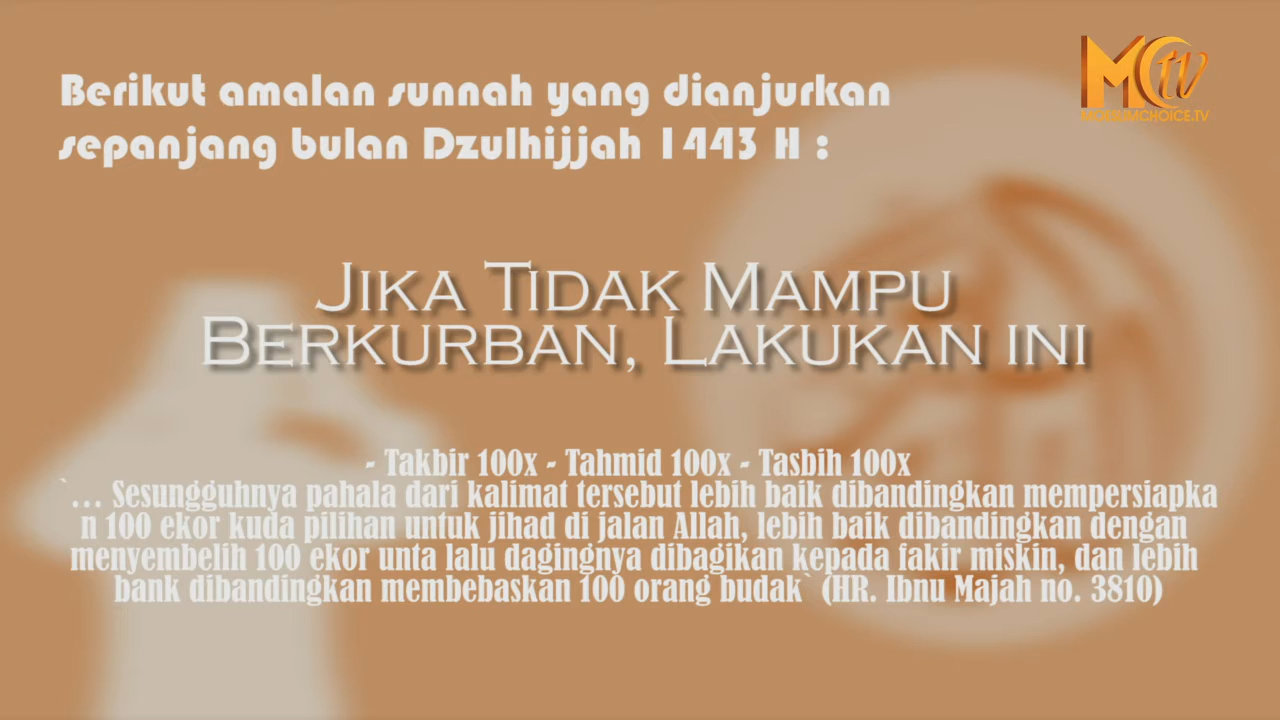 Berikut amalan sunnah yang dianjurkan
sepanjang bulan Dzulhijjah 1443 H :
MCtv
MOHUMCHOICE.TV
Jika Tidak Mampu
Berkurban, Lakukan ini
- Takbir 100x - Tahmid 100x - Tasbih 100x
`... Sesungguhnya pahala dari kalimat tersebut lebih baik dibandingkan mempersiapka
n 100 ekor kuda pilihan untuk jihad di jalan Allah, lebih baik dibandingkan dengan
menyembelih 100 ekor unta lalu dagingnya dibagikan kepada fakir miskin, dan lebih
bank dibandingkan membebaskan 100 orang budak` (HR. Ibnu Majah no. 3810)